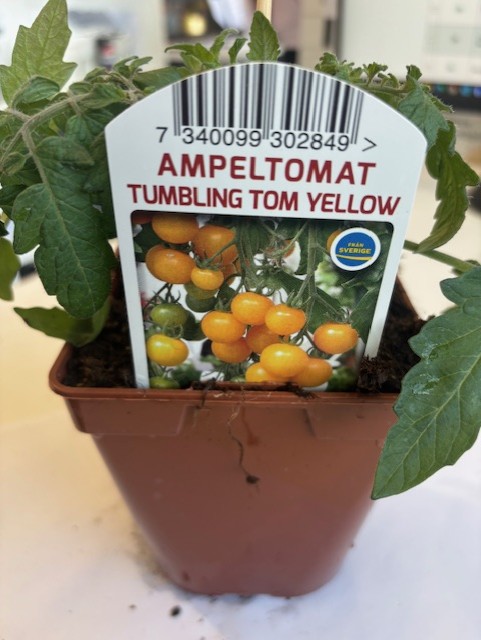 7 340099 302849 >
AMPELTOMAT
TUMBLING TOM YELLOW
FRÅN
SVERIGE